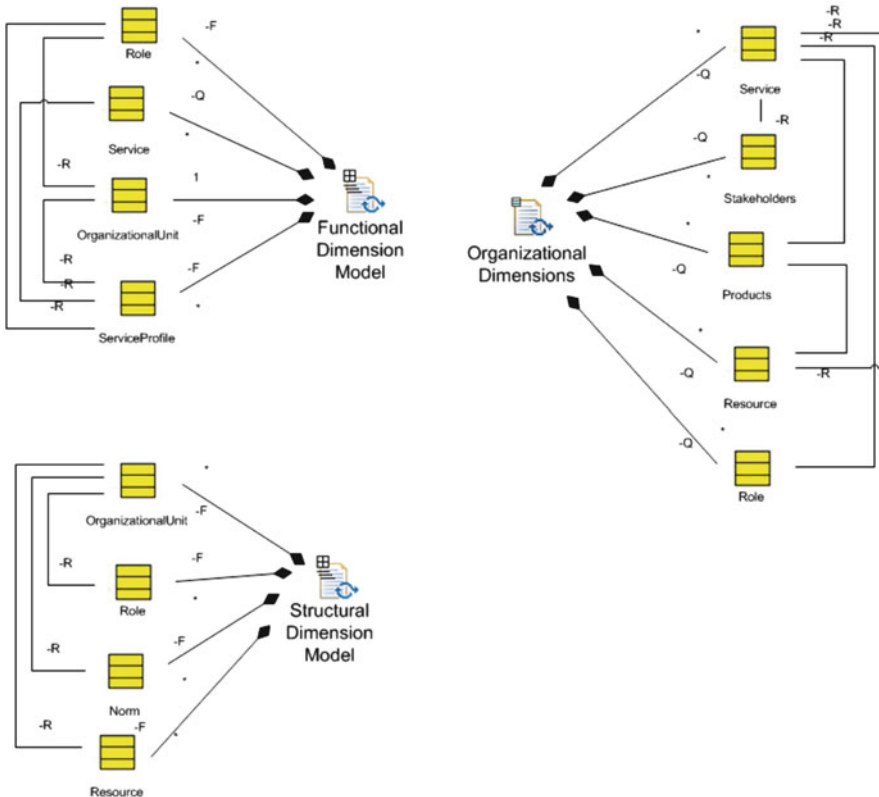 -F
Role
*
-Q
Service
*
-R
1
OrganizationalUnit
-F
Functional
Dimension
Model
-R
-F
-R
-R
*
ServiceProfile
-R
-R
-R
*
-Q
Service
-R
-Q
Stakeholders
*
Organizational
Dimensions
*
-Q
Products
*
-R
-Q
Resource
*
-Q
Role
*
OrganizationalUnit
-F
-R
-F
Role
*
Structural
Dimension
Model
-R
-F
*
Norm
-R
-F
*
Resource